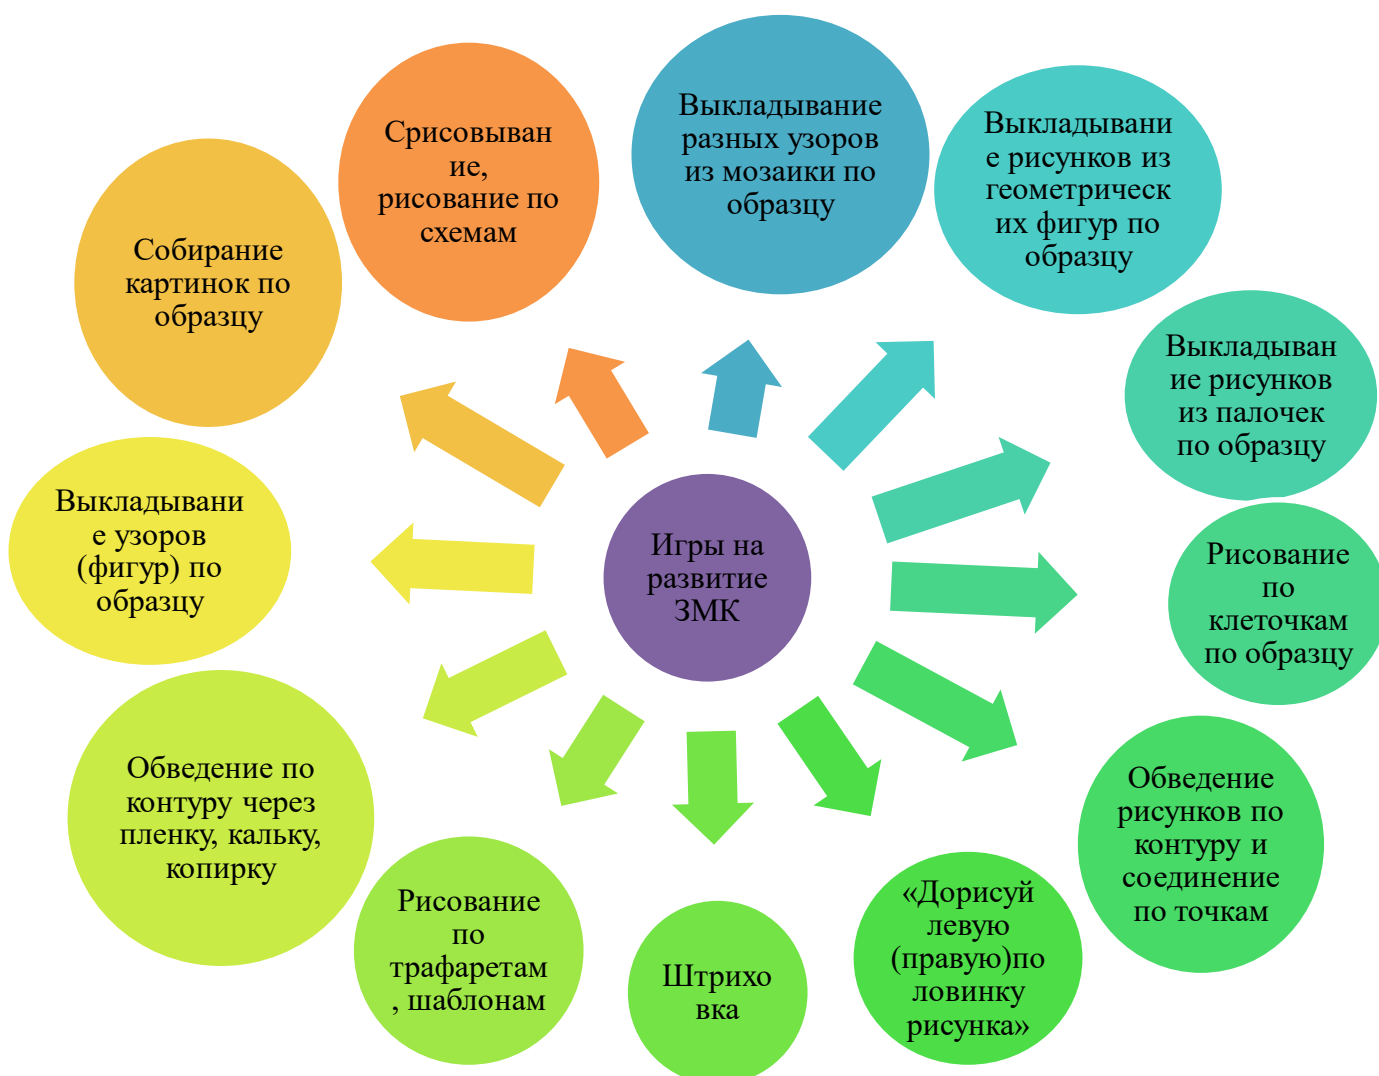 Выкладывание
разных узоров
из мозаики по
образцу
Выкладывани
е рисунков из
геометрическ
их фигур по
образцу
Выкладыван
ие рисунков
из палочек
по образцу
Рисование
по
клеточкам
по образцу
Обведение
рисунков по
контуру и
соединение
по точкам
«Дорисуй
левую
(правую)по
ловинку
рисунка»
Штрихо
вка
Рисование
по
трафаретам
, шаблонам
Обведение по
контуру через
пленку, кальку,
копирку
Выкладывани
е узоров
(фигур) по
образцу
Собирание
картинок по
образцу
Срисовыван
ие,
рисование по
схемам
Игры на
развитие
ЗМК